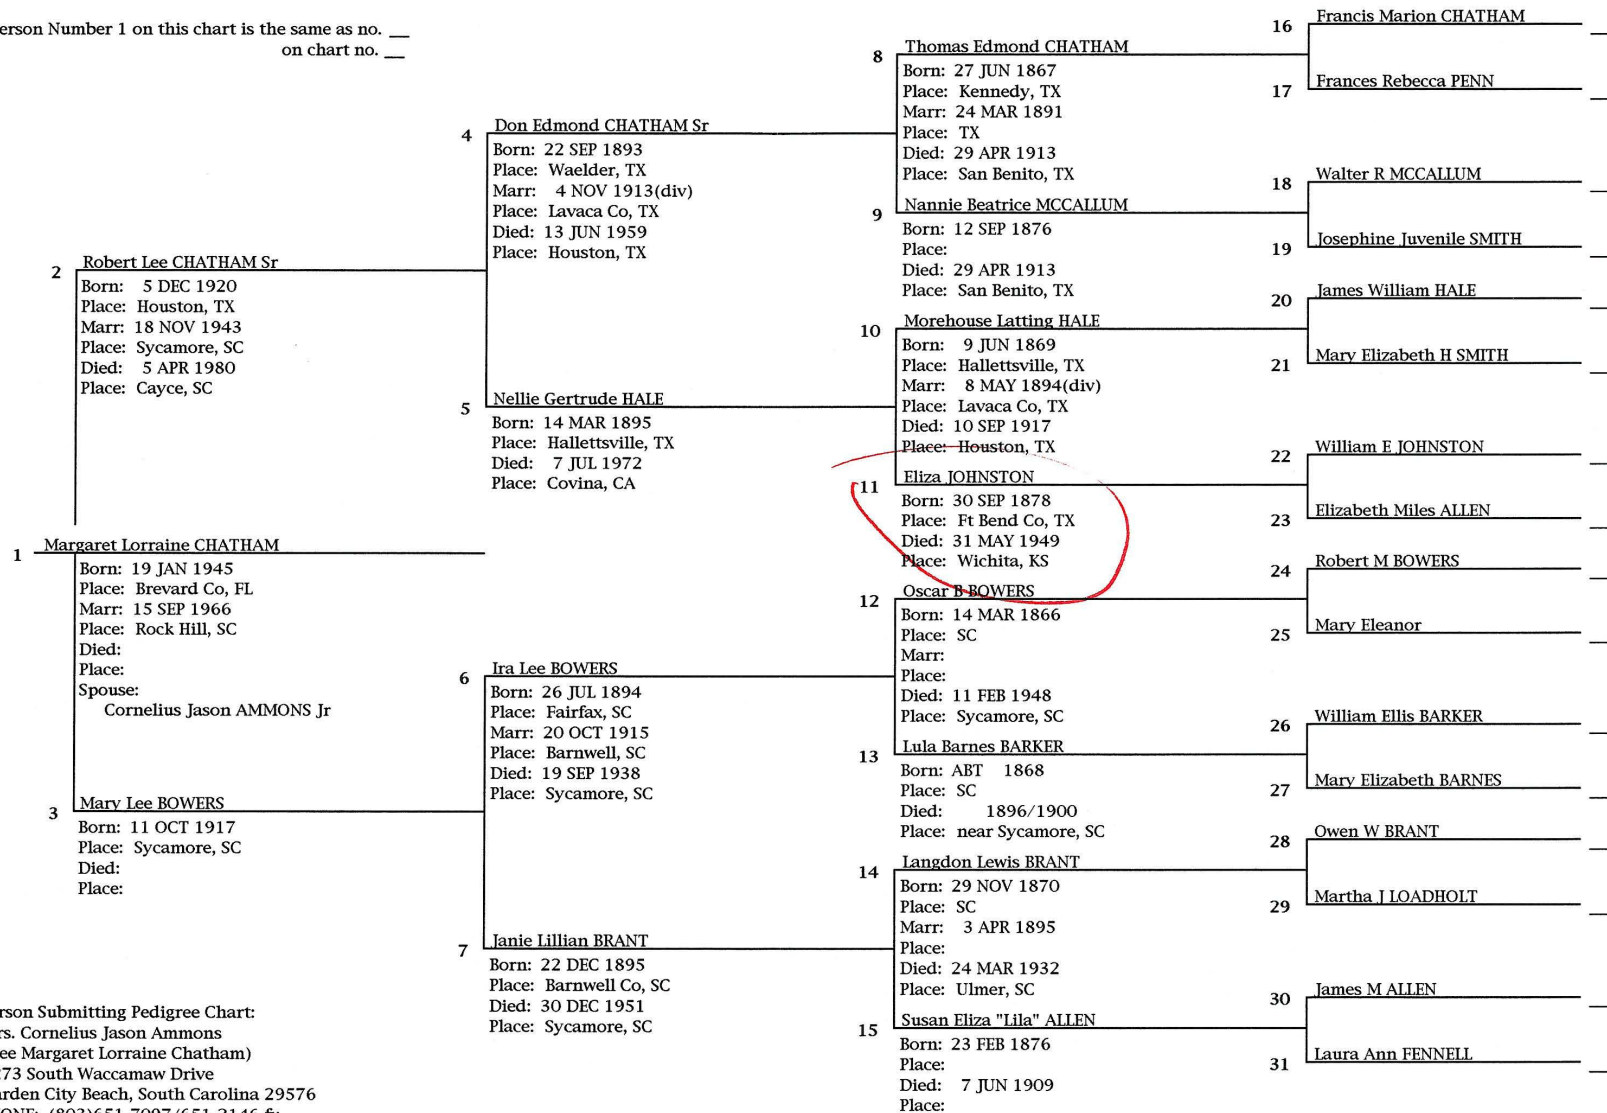 erson Number 1 on this chart is the same as no. __
on chart no. __
1
Margaret Lorraine CHATHAM
Born: 19 JAN 1945
Place: Brevard Co, FL
Marr: 15 SEP 1966
Place: Rock Hill, SC
Died:
Place:
Spouse:
Cornelius Jason AMMONS Jr
2
Robert Lee CHATHAM Sr
Born: 5 DEC 1920
Place: Houston, TX
Marr: 18 NOV 1943
Place: Sycamore, SC
Died: 5 APR 1980
Place: Cayce, SC
3
Mary Lee BOWERS
Born: 11 OCT 1917
Place: Sycamore, SC
Died:
Place:
4
Don Edmond CHATHAM Sr
Born: 22 SEP 1893
Place: Waelder, TX
Marr: 4 NOV 1913(div)
Place: Lavaca Co, TX
Died: 13 JUN 1959
Place: Houston, TX
5
Nellie Gertrude HALE
Born: 14 MAR 1895
Place: Hallettsville, TX
Died: 7 JUL 1972
Place: Covina, CA
6
Ira Lee BOWERS
Born: 26 JUL 1894
Place: Fairfax, SC
Marr: 20 OCT 1915
Place: Barnwell, SC
Died: 19 SEP 1938
Place: Sycamore, SC
7
Janie Lillian BRANT
Born: 22 DEC 1895
Place: Barnwell Co, SC
Died: 30 DEC 1951
Place: Sycamore, SC
8
Thomas Edmond CHATHAM
Born: 27 JUN 1867
Place: Kennedy, TX
Marr: 24 MAR 1891
Place: TX
Died: 29 APR 1913
Place: San Benito, TX
9
Nannie Beatrice MCCALLUM
Born: 12 SEP 1876
Place:
Died: 29 APR 1913
Place: San Benito, TX
10
Morehouse Latting HALE
Born: 9 JUN 1869
Place: Hallettsville, TX
Marr: 8 MAY 1894(div)
Place: Lavaca Co, TX
Died: 10 SEP 1917
Place: Houston, TX
11
Eliza JOHNSTON
Born: 30 SEP 1878
Place: Ft Bend Co, TX
Died: 31 MAY 1949
Place: Wichita, KS
12
Oscar B BOWERS
Born: 14 MAR 1866
Place: SC
Marr:
Place:
Died: 11 FEB 1948
Place: Sycamore, SC
13
Lula Barnes BARKER
Born: ABT 1868
Place: SC
Died: 1896/1900
Place: near Sycamore, SC
14
Langdon Lewis BRANT
Born: 29 NOV 1870
Place: SC
Marr: 3 APR 1895
Place:
Died: 24 MAR 1932
Place: Ulmer, SC
15
Susan Eliza "Lila" ALLEN
Born: 23 FEB 1876
Place:
Died: 7 JUN 1909
Place:
16
Francis Marion CHATHAM
17
Frances Rebecca PENN
18
Walter R MCCALLUM
19
Josephine Juvenile SMITH
20
James William HALE
21
Mary Elizabeth H SMITH
22
William E JOHNSTON
23
Elizabeth Miles ALLEN
24
Robert M BOWERS
25
Mary Eleanor
26
William Ellis BARKER
27
Mary Elizabeth BARNES
28
Owen W BRANT
29
Martha J LOADHOLT
30
James M ALLEN
31
Laura Ann FENNELL
rson Submitting Pedigree Chart:
rs. Cornelius Jason Ammons
ee Margaret Lorraine Chatham)
273 South Waccamaw Drive
arden City Beach, South Carolina 29576